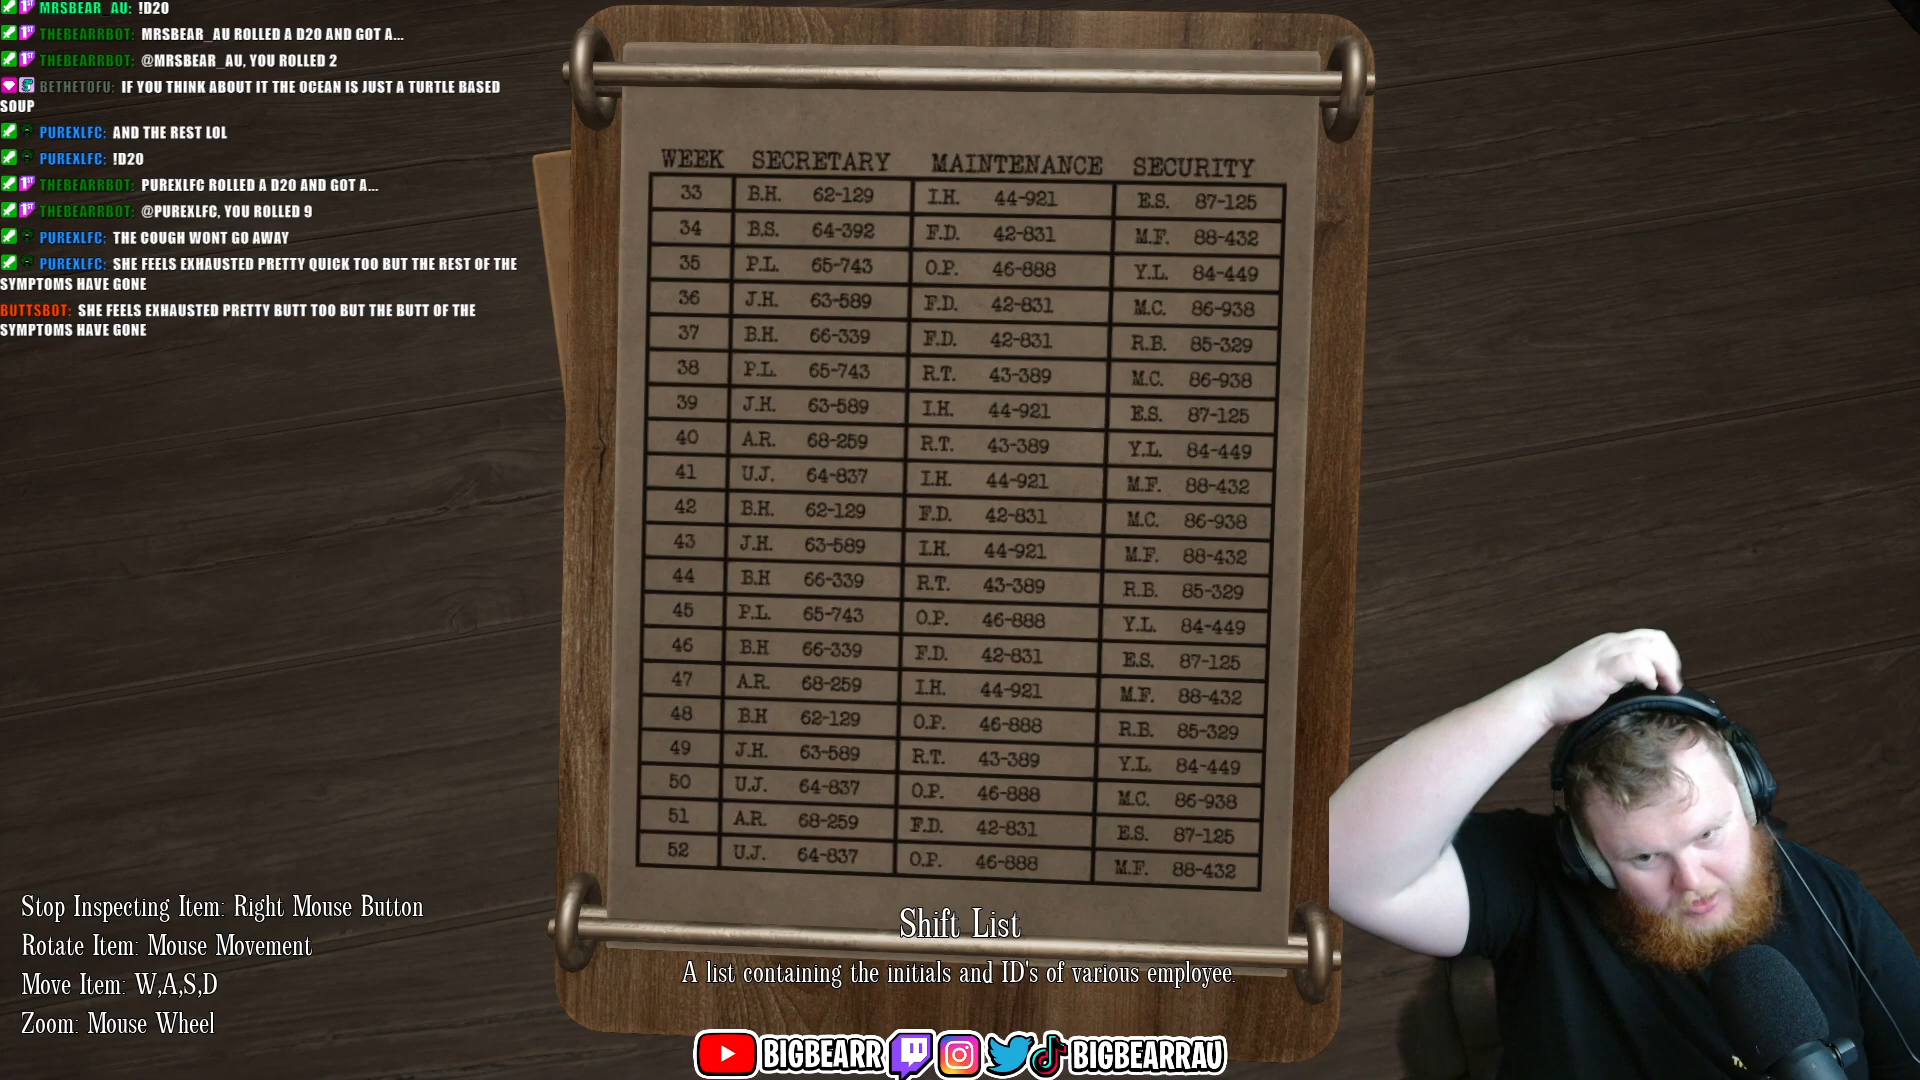 MRSBEAR_AU: !D20
THEBEARRBOT: MRSBEAR_AU ROLLED A D20 AND GOT A...
THEBEARRBOT: @MRSBEAR_AU, YOU ROLLED 2
BETHETOFU: IF YOU THINK ABOUT IT THE OCEAN IS JUST A TURTLE BASED
SOUP
PUREXLFC: AND THE REST LOL
PUREXLFC: !D20
THEBEARRBOT: PUREXLFC ROLLED A D20 AND GOT A...
THEBEARRBOT: @PUREXLFC, YOU ROLLED 9
PUREXLFC: THE COUGH WONT GO AWAY
PUREXLFC: SHE FEELS EXHAUSTED PRETTY QUICK TOO BUT THE REST OF THE
SYMPTOMS HAVE GONE
BUTTSBOT: SHE FEELS EXHAUSTED PRETTY BUTT TOO BUT THE BUTT OF THE
SYMPTOMS HAVE GONE
WEEK SECRETARY MAINTENANCE SECURITY
33 B.H. 62-129 I.H. 44-921 E.S. 87-125
34 B.S. 64-392 F.D. 42-831 M.F. 88-432
35 P.L. 65-743 O.P. 46-888 Y.L. 84-449
36 J.H. 63-589 F.D. 42-831 M.C. 86-938
37 B.H. 66-339 F.D. 42-831 R.B. 85-329
38 P.L. 65-743 R.T. 43-389 M.C. 86-938
39 J.H. 63-589 I.H. 44-921 E.S. 87-125
40 A.R. 68-259 R.T. 43-389 Y.L. 84-449
41 U.J. 64-837 I.H. 44-921 M.F. 88-432
42 B.H. 62-129 F.D. 42-831 M.C. 86-938
43 J.H. 63-589 I.H. 44-921 M.F. 88-432
44 B.H 66-339 R.T. 43-389 R.B. 85-329
45 P.L. 65-743 O.P. 46-888 Y.L. 84-449
46 B.H 66-339 F.D. 42-831 E.S. 87-125
47 A.R. 68-259 I.H. 44-921 M.F. 88-432
48 B.H 62-129 O.P. 46-888 R.B. 85-329
49 J.H. 63-589 R.T. 43-389 Y.L. 84-449
50 U.J. 64-837 O.P. 46-888 M.C. 86-938
51 A.R. 68-259 F.D. 42-831 E.S. 87-125
52 U.J. 64-837 O.P. 46-888 M.F. 88-432
Shift List
A list containing the initials and ID's of various employee.
Stop Inspecting Item: Right Mouse Button
Rotate Item: Mouse Movement
Move Item: W,A,S,D
Zoom: Mouse Wheel
BIGBEARR BIGBEARRAU